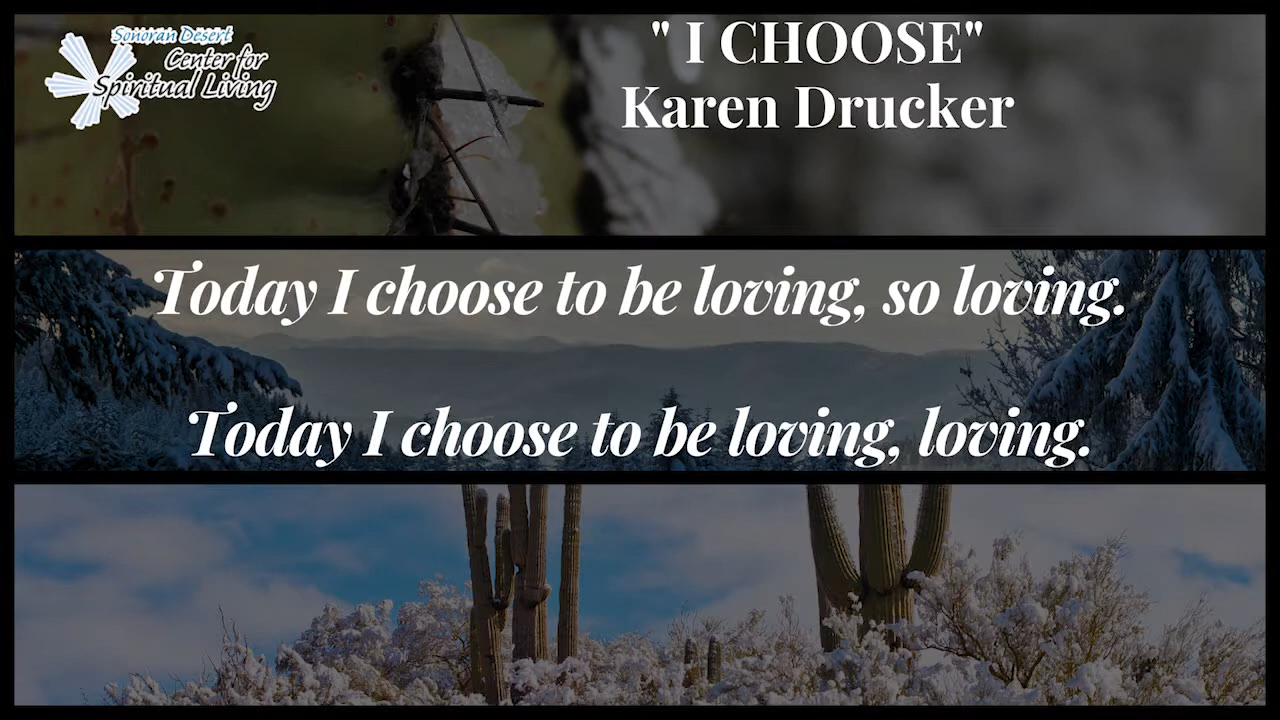 Sonoran Desert
Center for
Spiritual Living
" I CHOOSE"
Karen Drucker
Today I choose to be loving, so loving.
Today I choose to be loving, loving.